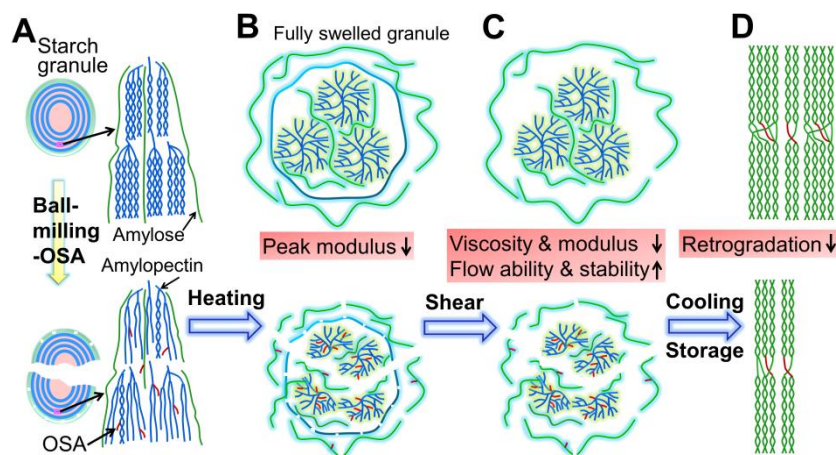 A
Starch
granule
Ball-
milling
-OSA
Amylose
Amylopectin
OSA
Heating
B
Fully swelled granule
Peak modulus ↓
Shear
C
Viscosity & modulus ↓
Flow ability & stability ↑
Cooling
Storage
D
Retrogradation ↓